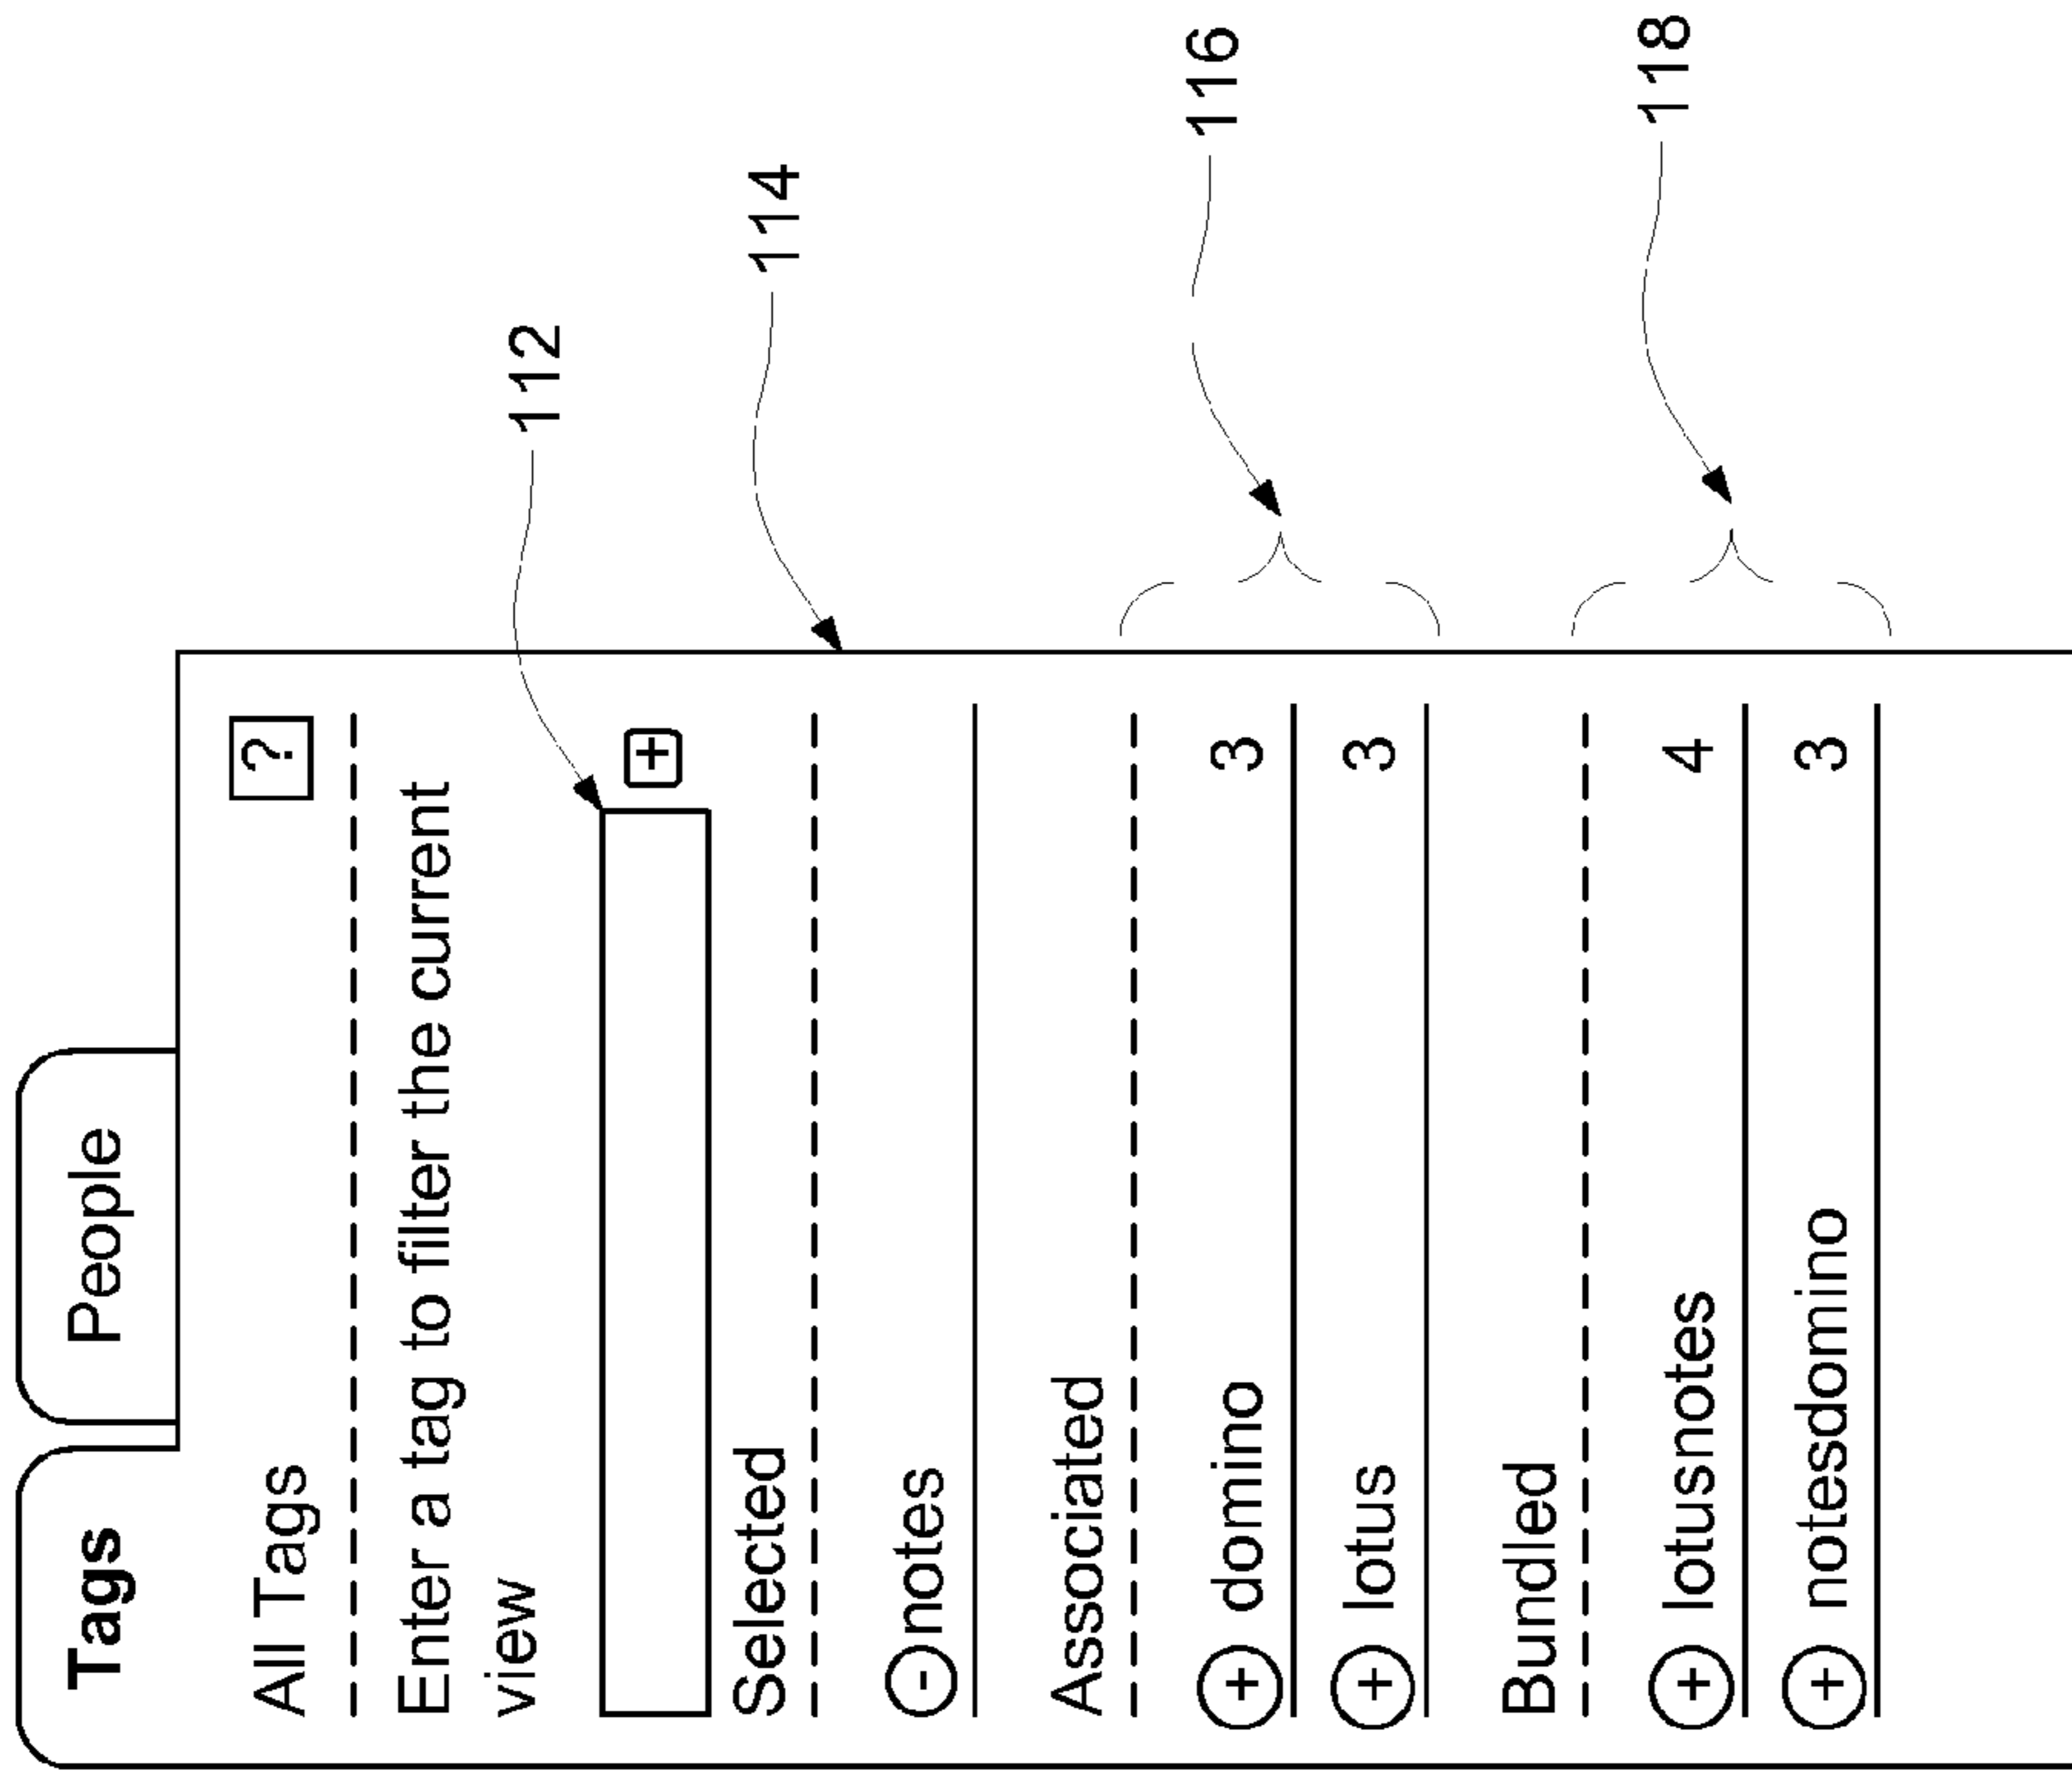 Tags People
All Tags ?
Enter a tag to filter the current
view
112
+
Selected
114
- notes
Associated
116
+ domino 3
+ lotus 3
Bundled
118
+ lotusnotes 4
+ notesdomino 3